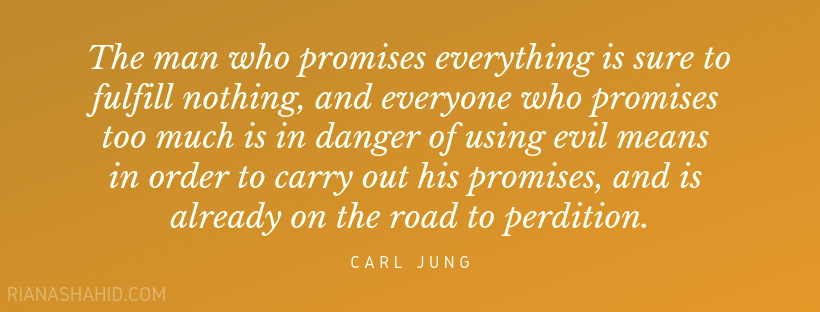 The man who promises everything is sure to
fulfill nothing, and everyone who promises
too much is in danger of using evil means
in order to carry out his promises, and is
already on the road to perdition.
CARL JUNG
RIANASHAHID.COM